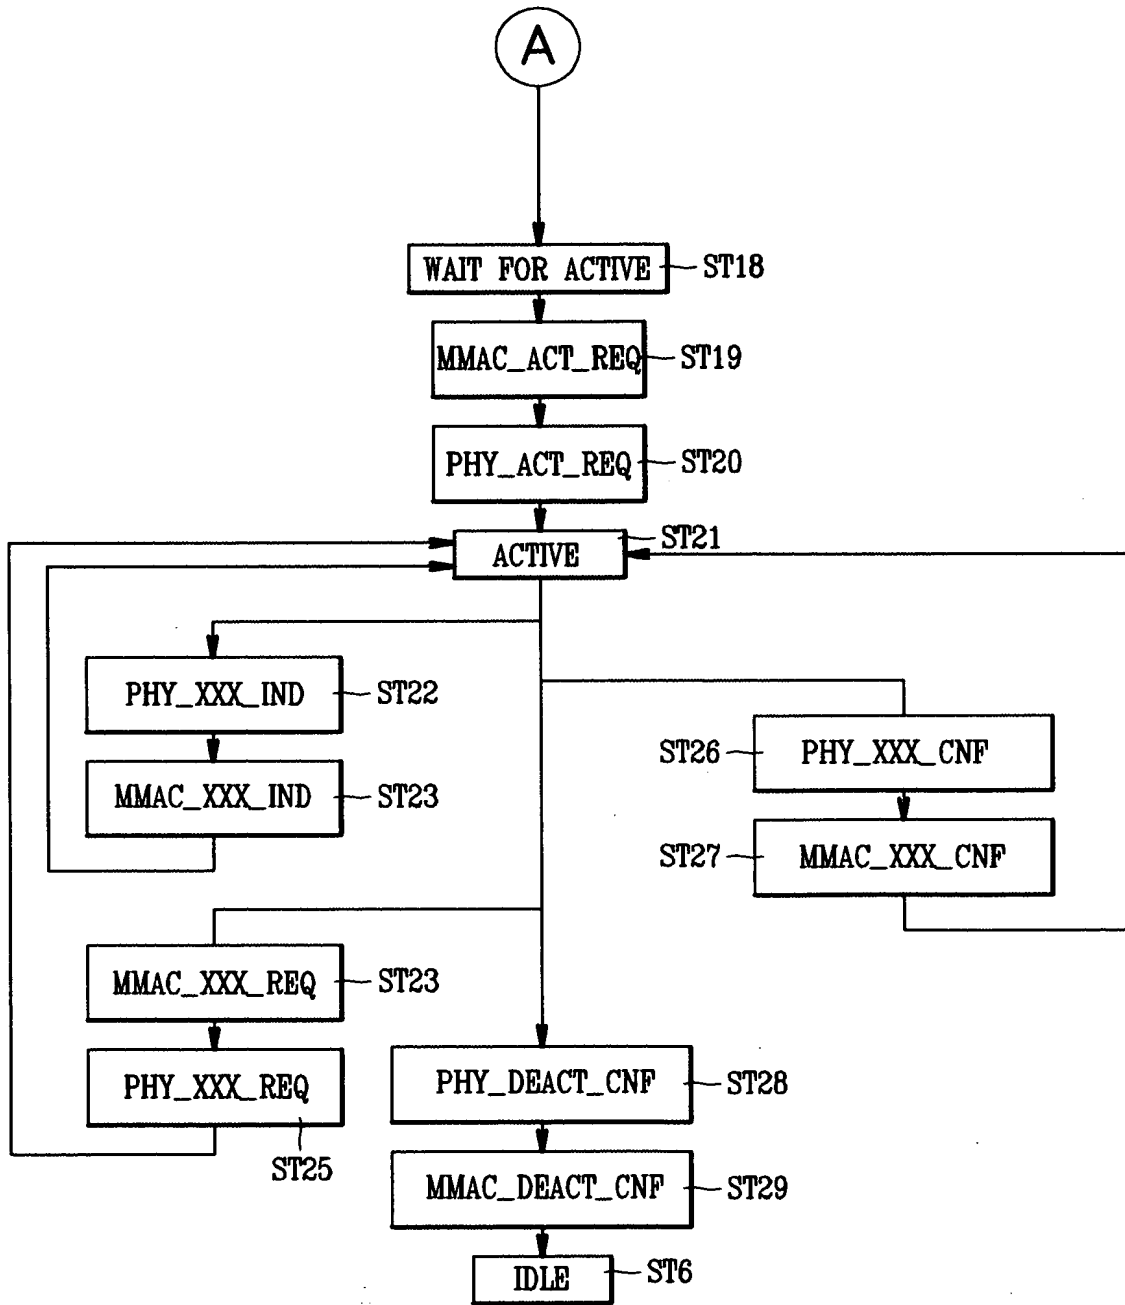 A
WAIT FOR ACTIVE ST18
MMAC_ACT_REQ ST19
PHY_ACT_REQ ST20
ACTIVE ST21
PHY_XXX_IND ST22
MMAC_XXX_IND ST23
ST26 PHY_XXX_CNF
ST27 MMAC_XXX_CNF
MMAC_XXX_REQ ST23
PHY_XXX_REQ
ST25
PHY_DEACT_CNF ST28
MMAC_DEACT_CNF ST29
IDLE ST6